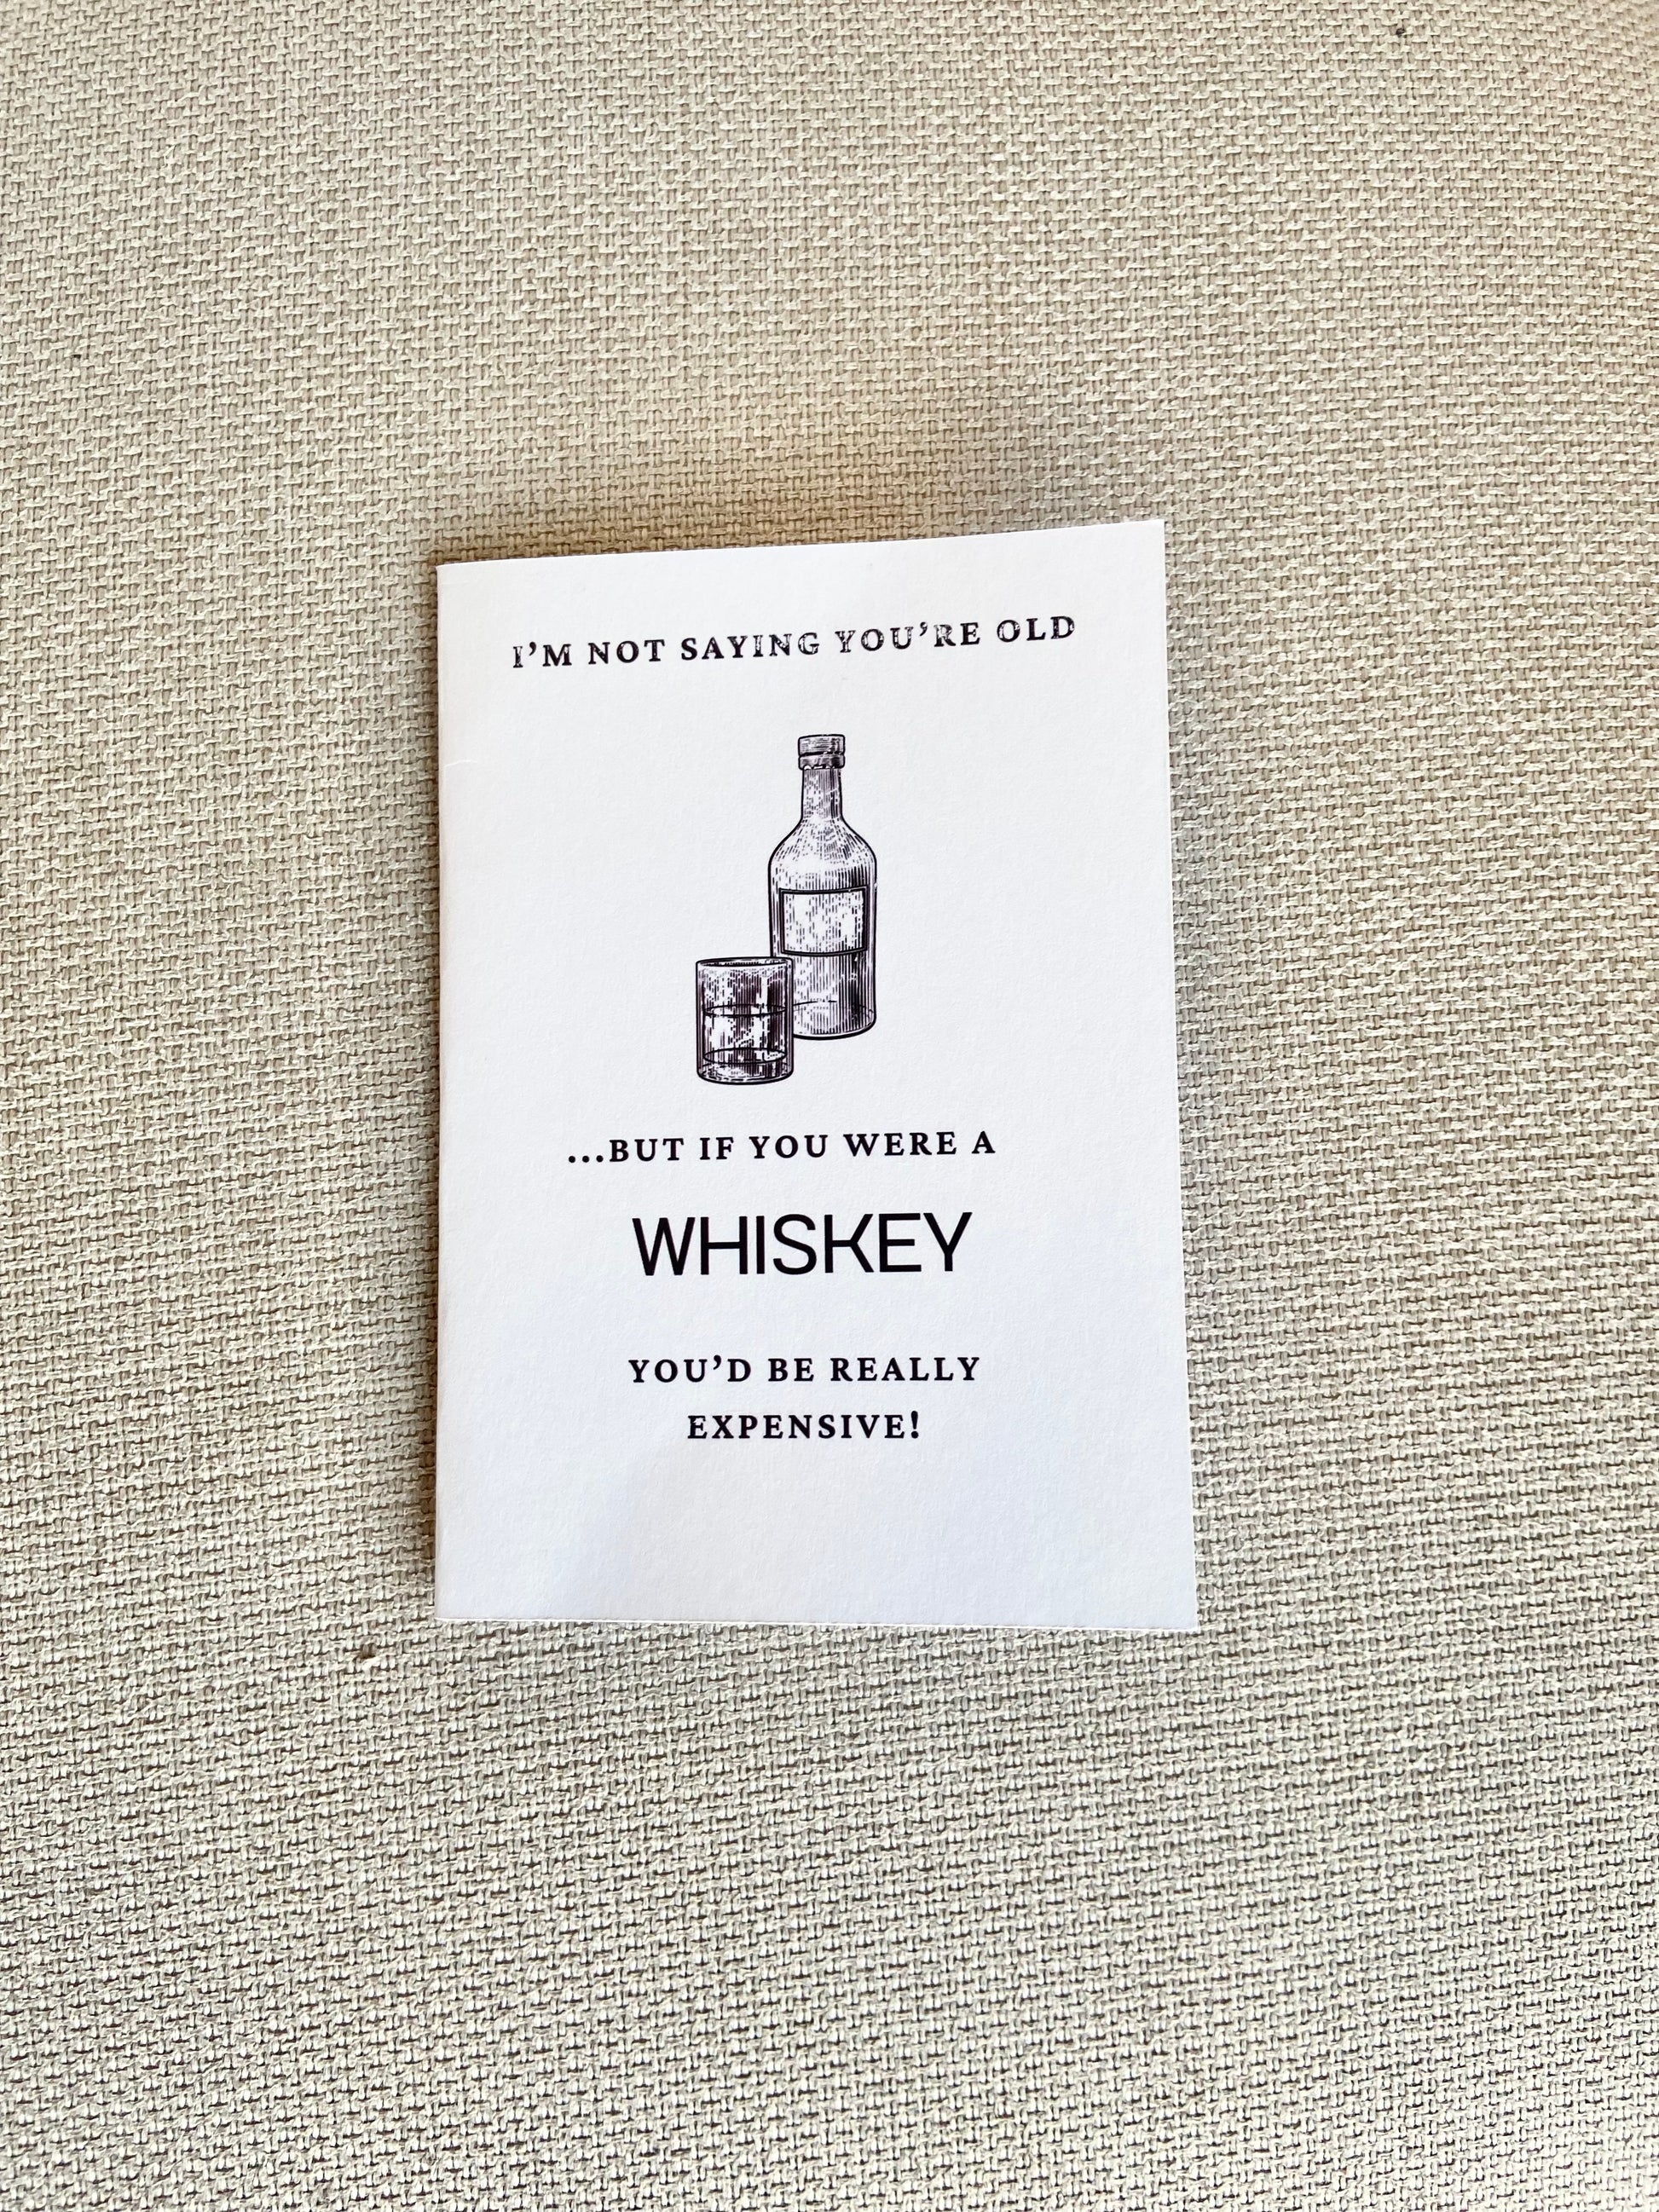 I'M NOT SAYING YOU'RE OLD
...BUT IF YOU WERE A
WHISKEY
YOU'D BE REALLY
EXPENSIVE!